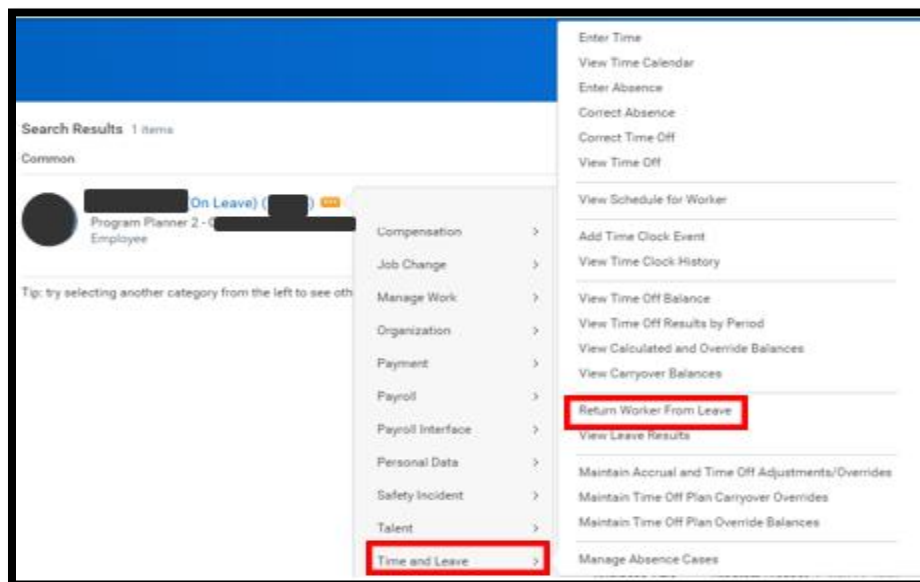 Search Results 1 items
Common
(On Leave) (
)
Program Planner 2 -
Employee
Tip: try selecting another category from the left to see oth
Compensation
Job Change
Manage Work
Organization
Payment
Payroll
Payroll Interface
Personal Data
Safety Incident
Talent
Time and Leave
Enter Time
View Time Calendar
Enter Absence
Correct Absence
Correct Time Off
View Time Off
View Schedule for Worker
Add Time Clock Event
View Time Clock History
View Time Off Balance
View Time Off Results by Period
View Calculated and Override Balances
View Carryover Balances
Return Worker From Leave
View Leave Results
Maintain Accrual and Time Off Adjustments/Overrides
Maintain Time Off Plan Carryover Overrides
Maintain Time Off Plan Override Balances
Manage Absence Cases